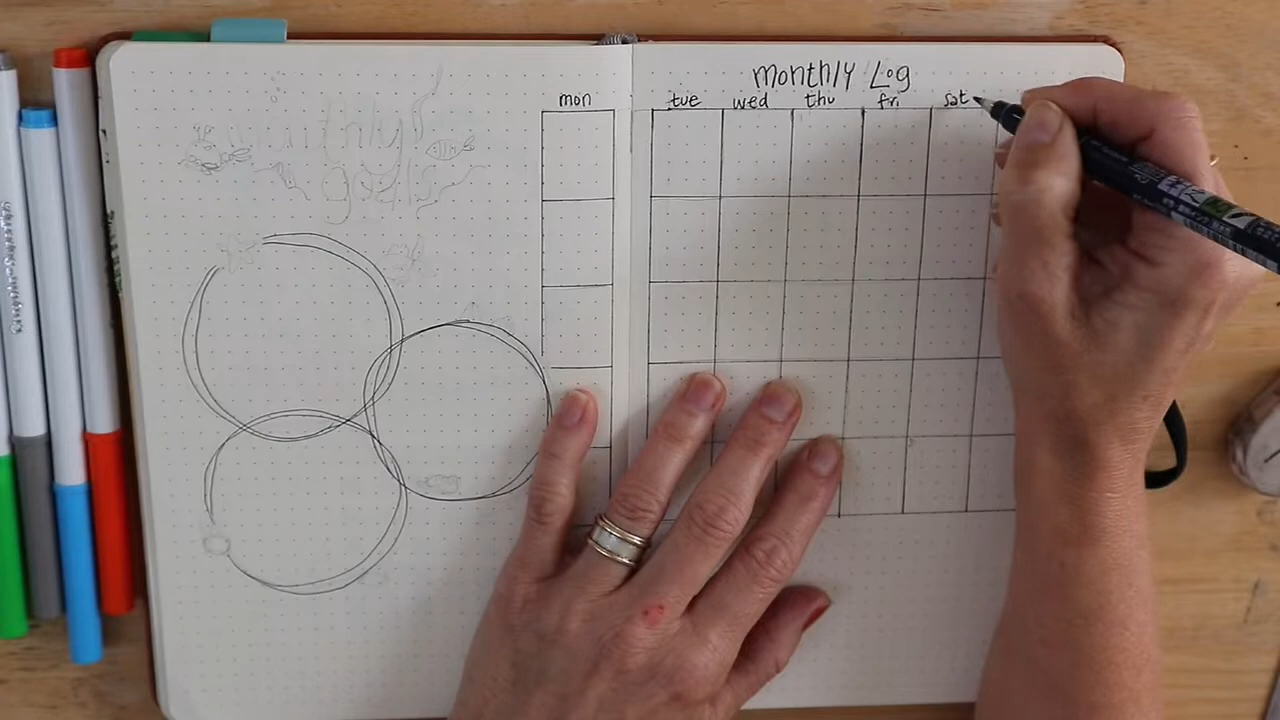 monthly Log
mon tue wed thu fri sat
monthly
goals